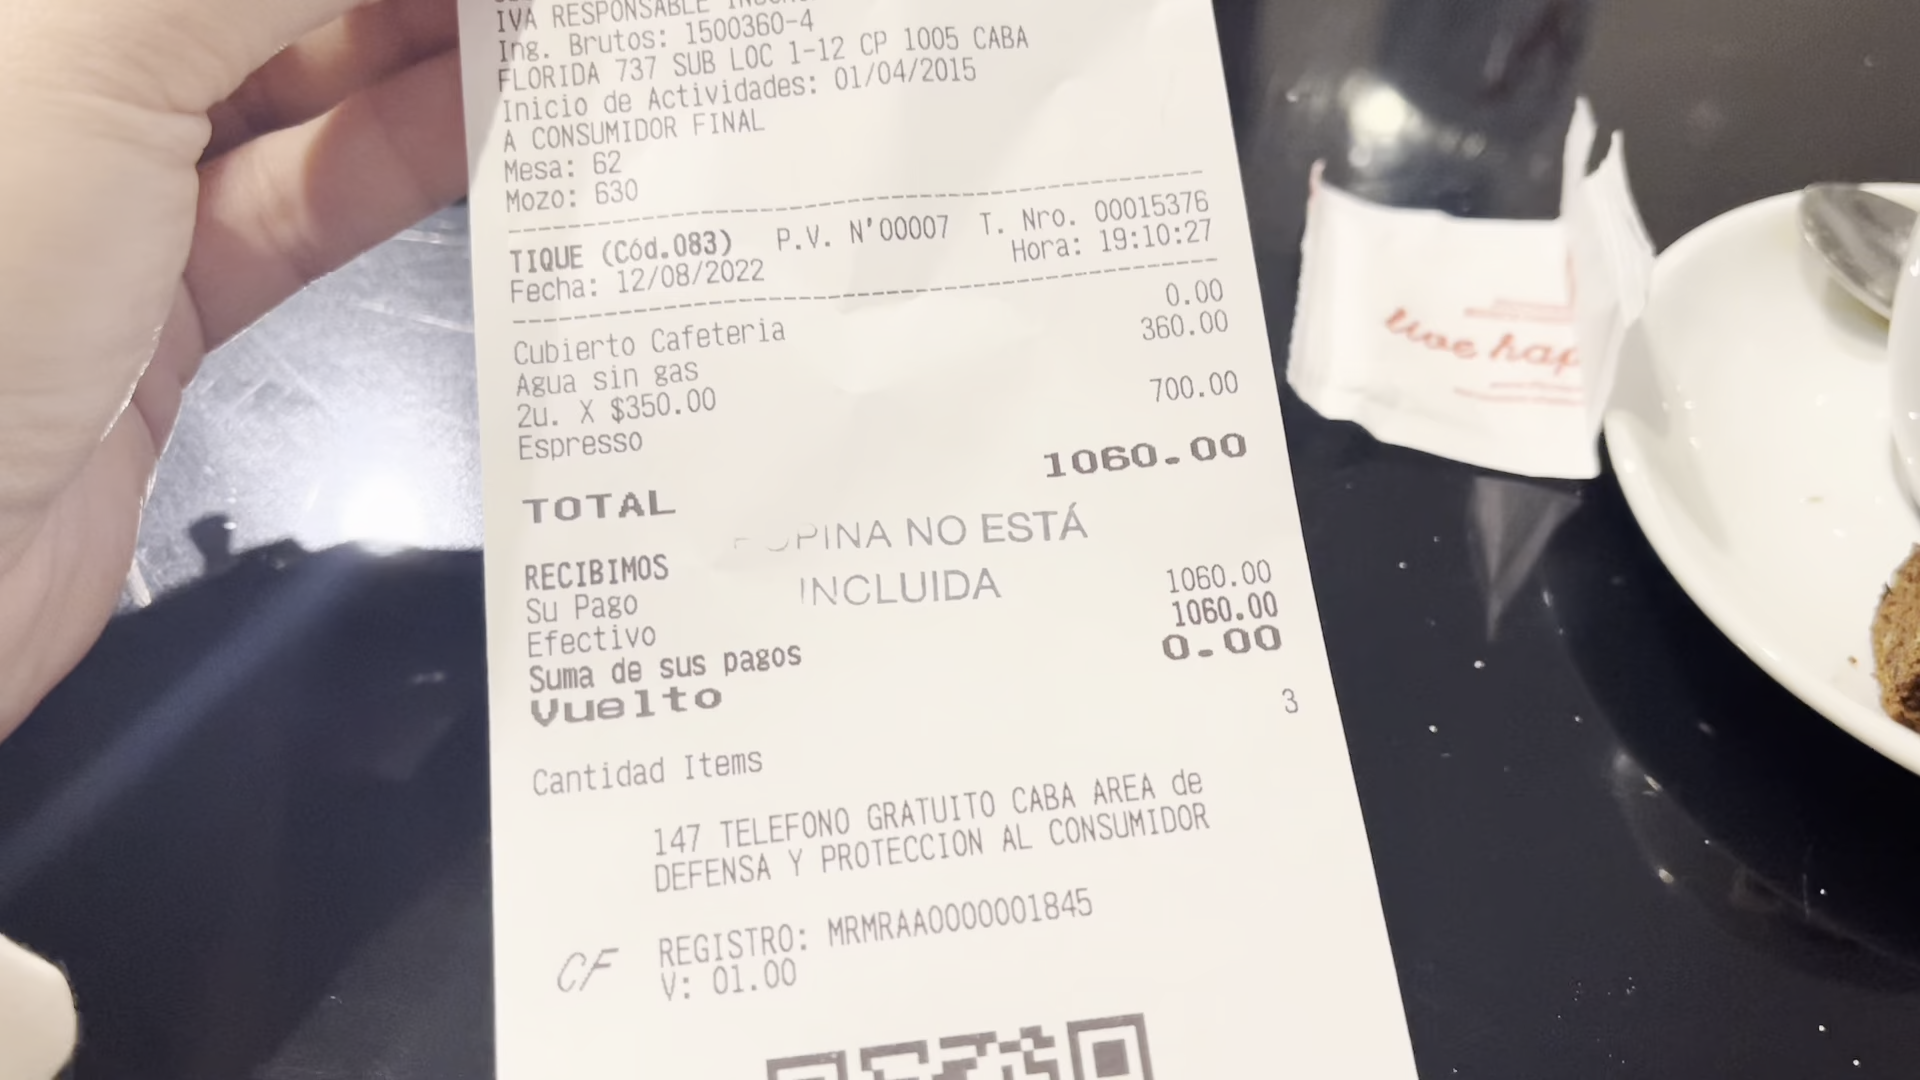 IVA RESPONSABLE
Ing. Brutos: 1500360-4
FLORIDA 737 SUB LOC 1-12 CP 1005 CABA
Inicio de Actividades: 01/04/2015
A CONSUMIDOR FINAL
Mesa: 62
Mozo: 630
TIQUE (Cód.083) P.V. N'00007 T. Nro. 00015376
Fecha: 12/08/2022 Hora: 19:10:27
Cubierto Cafeteria 0.00
Agua sin gas 360.00
2u. X $350.00
Espresso 700.00
TOTAL 1060.00
NO ESTÁ
INCLUIDA
RECIBIMOS
Su Pago
Efectivo 1060.00
Suma de sus pagos 1060.00
Vuelto 0.00
Cantidad Items 3
147 TELEFONO GRATUITO CABA AREA de
DEFENSA Y PROTECCION AL CONSUMIDOR
CF REGISTRO: MRMRAA0000001845
V: 01.00
live